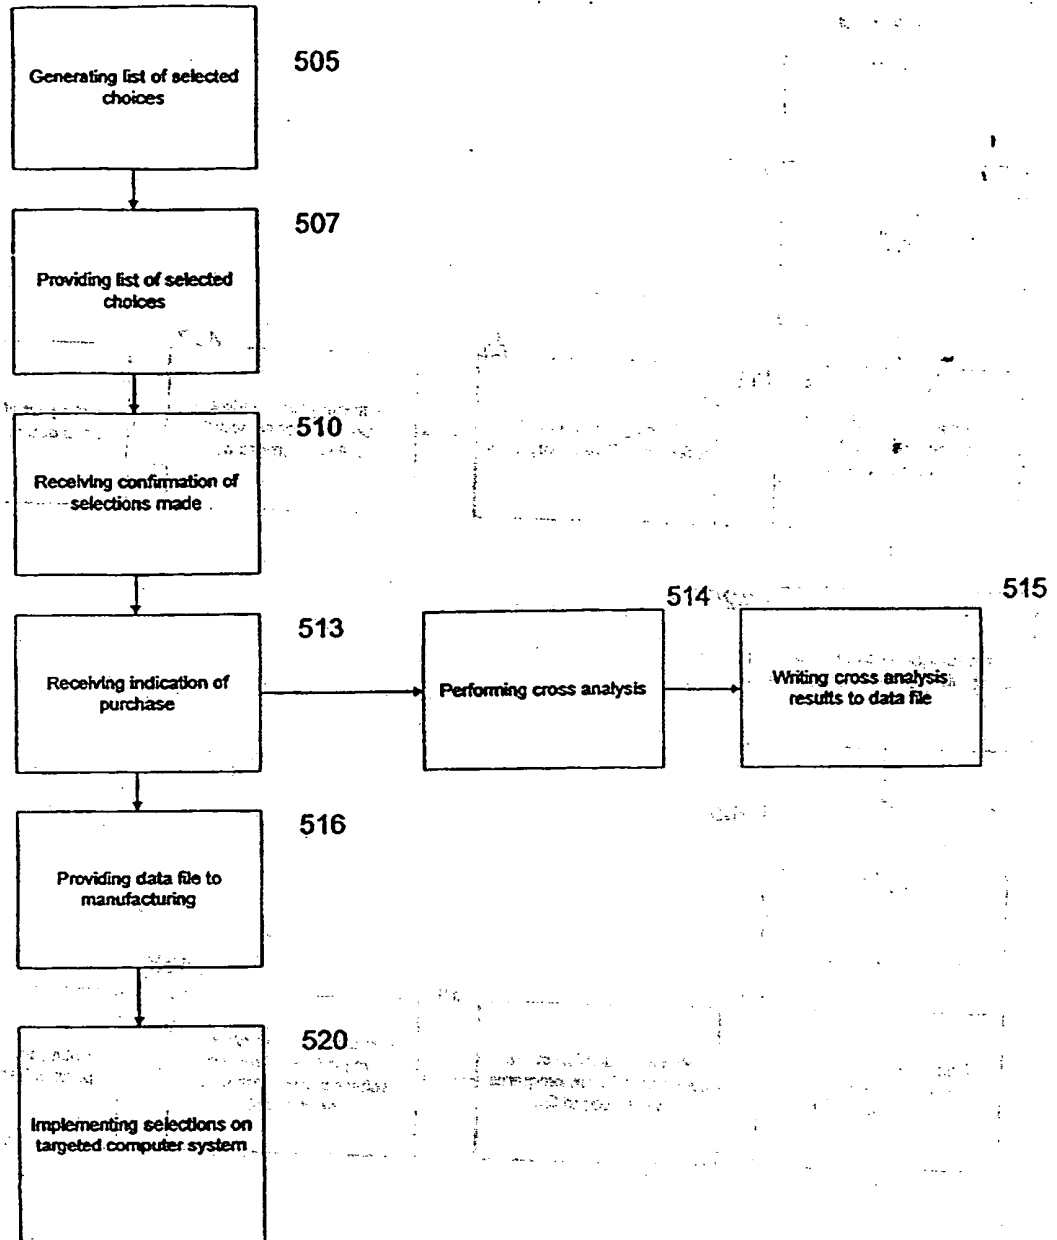 505
Generating list of selected
choices
507
Providing list of selected
choices
510
Receiving confirmation of
selections made
513
Receiving indication of
purchase
514
Performing cross analysis
515
Writing cross analysis
results to data file
516
Providing data file to
manufacturing
520
Implementing selections on
targeted computer system